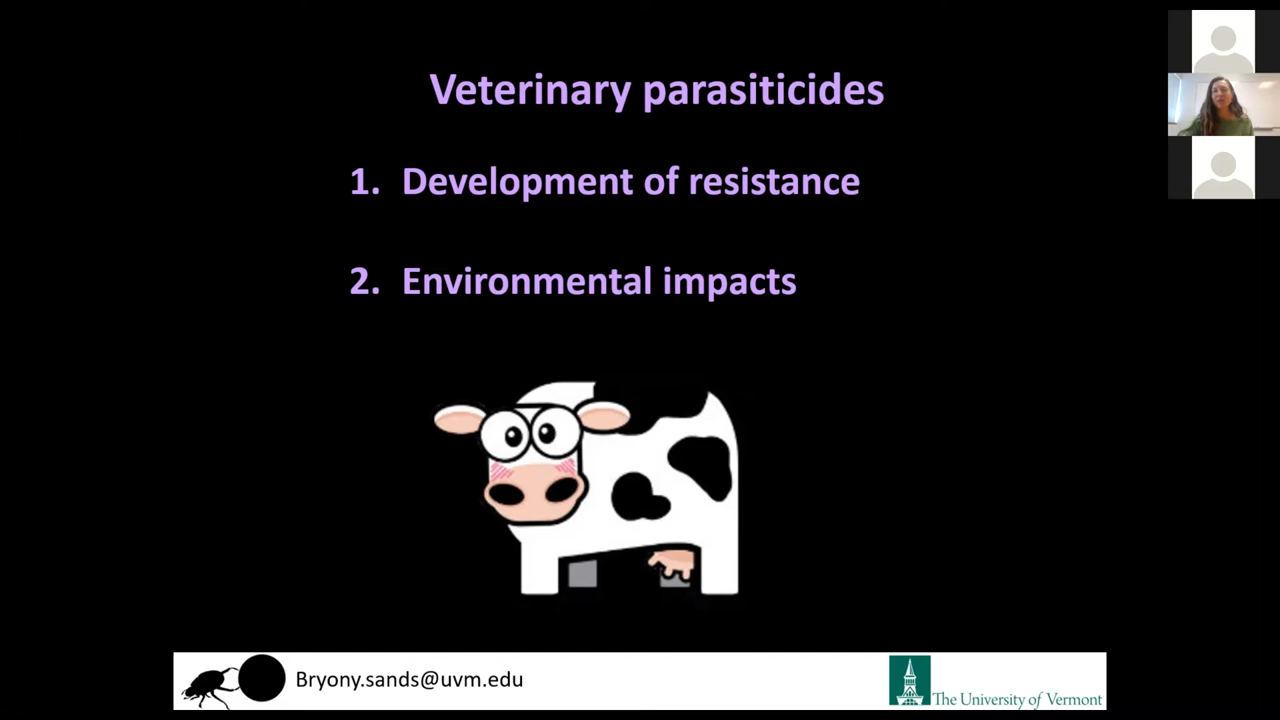 Veterinary parasiticides
1. Development of resistance
2. Environmental impacts
Bryony.sands@uvm.edu
The University of Vermont